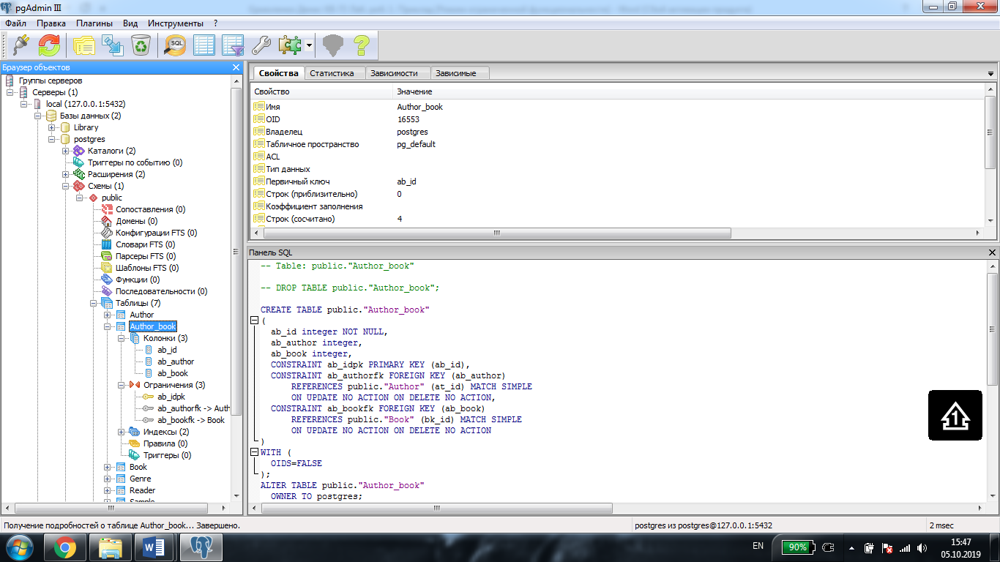 pgAdmin III
Файл Правка Плагины Вид Инструменты ?
SQL
Браузер объектов
Группы серверов
Серверы (1)
local (127.0.0.1:5432)
Базы данных (2)
Library
postgres
Каталоги (2)
Триггеры по событию (0)
Расширения (2)
Схемы (1)
public
Сопоставления (0)
Домены (0)
Конфигурации FTS (0)
Словари FTS (0)
Парсеры FTS (0)
Шаблоны FTS (0)
Функции (0)
Последовательности (0)
Таблицы (7)
Author
Author_book
Колонки (3)
ab_id
ab_author
ab_book
Ограничения (3)
ab_idpk
ab_authorfk -> Auth
ab_bookfk -> Book
Индексы (2)
Правила (0)
Триггеры (0)
Book
Genre
Reader
Sample
Свойства Статистика Зависимости Зависимые
Свойство Значение
Имя Author_book
OID 16553
Владелец postgres
Табличное пространство pg_default
ACL
Тип данных
Первичный ключ ab_id
Строк (приблизительно) 0
Коэффициент заполнения
Строк (сосчитано) 4
Панель SQL
-- Table: public."Author_book"
-- DROP TABLE public."Author_book";
CREATE TABLE public."Author_book"
(
ab_id integer NOT NULL,
ab_author integer,
ab_book integer,
CONSTRAINT ab_idpk PRIMARY KEY (ab_id),
CONSTRAINT ab_authorfk FOREIGN KEY (ab_author)
REFERENCES public."Author" (at_id) MATCH SIMPLE
ON UPDATE NO ACTION ON DELETE NO ACTION,
CONSTRAINT ab_bookfk FOREIGN KEY (ab_book)
REFERENCES public."Book" (bk_id) MATCH SIMPLE
ON UPDATE NO ACTION ON DELETE NO ACTION
)
WITH (
OIDS=FALSE
);
ALTER TABLE public."Author_book"
OWNER TO postgres;
1
Получение подробностей о таблице Author_book... Завершено. postgres из postgres@127.0.0.1:5432 2 msec
EN 90% 15:47
05.10.2019